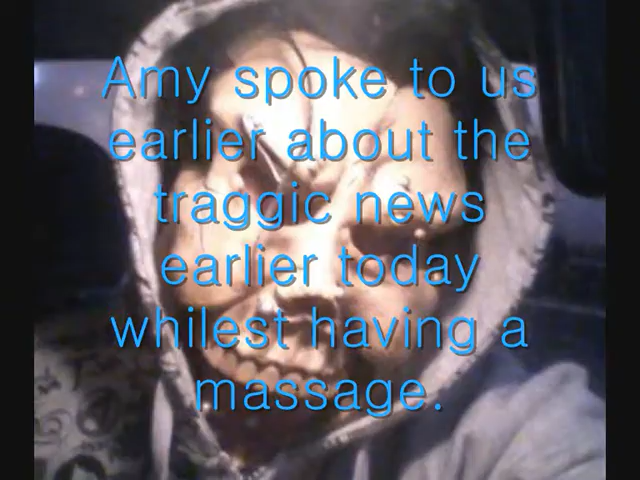 Amy spoke to us
earlier about the
traggic news
earlier today
whilest having a
massage.